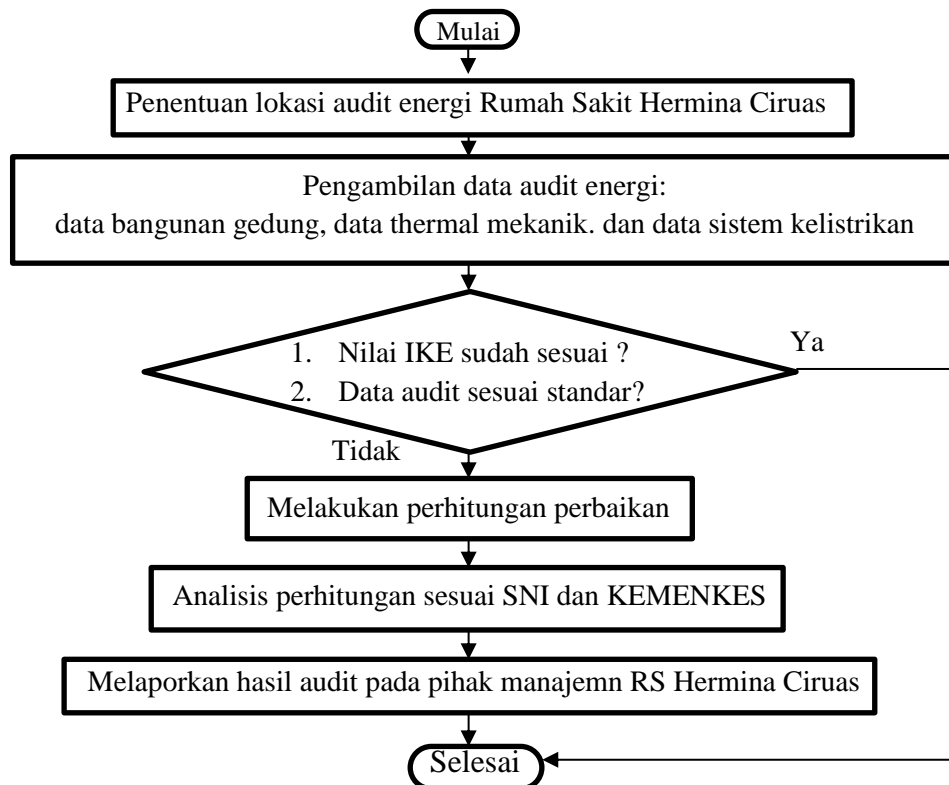 Mulai
Penentuan lokasi audit energi Rumah Sakit Hermina Ciruas
Pengambilan data audit energi:
data bangunan gedung, data thermal mekanik. dan data sistem kelistrikan
1. Nilai IKE sudah sesuai ?
2. Data audit sesuai standar?
Ya
Tidak
Melakukan perhitungan perbaikan
Analisis perhitungan sesuai SNI dan KEMENKES
Melaporkan hasil audit pada pihak manajemn RS Hermina Ciruas
Selesai